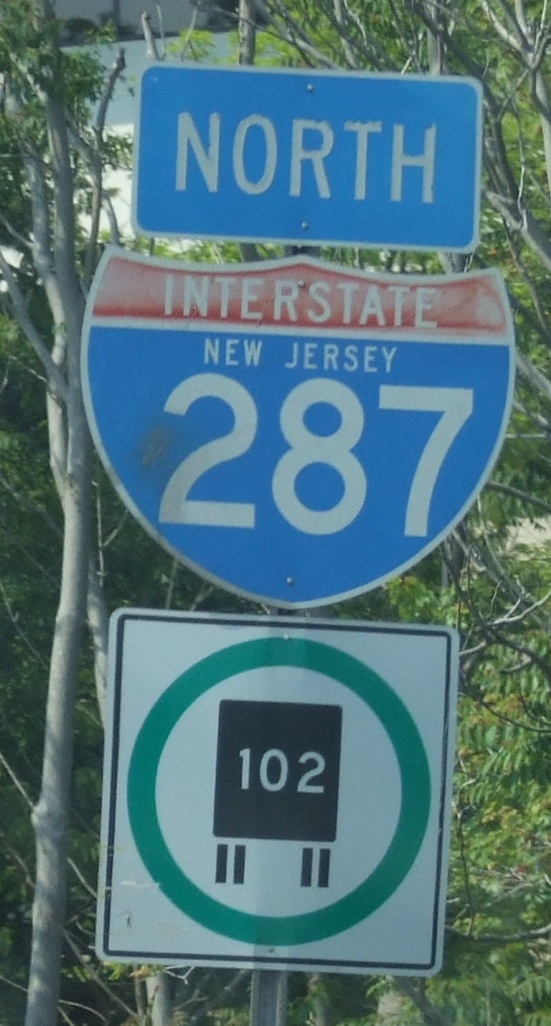 NORTH
INTERSTATE
NEW JERSEY
287
102